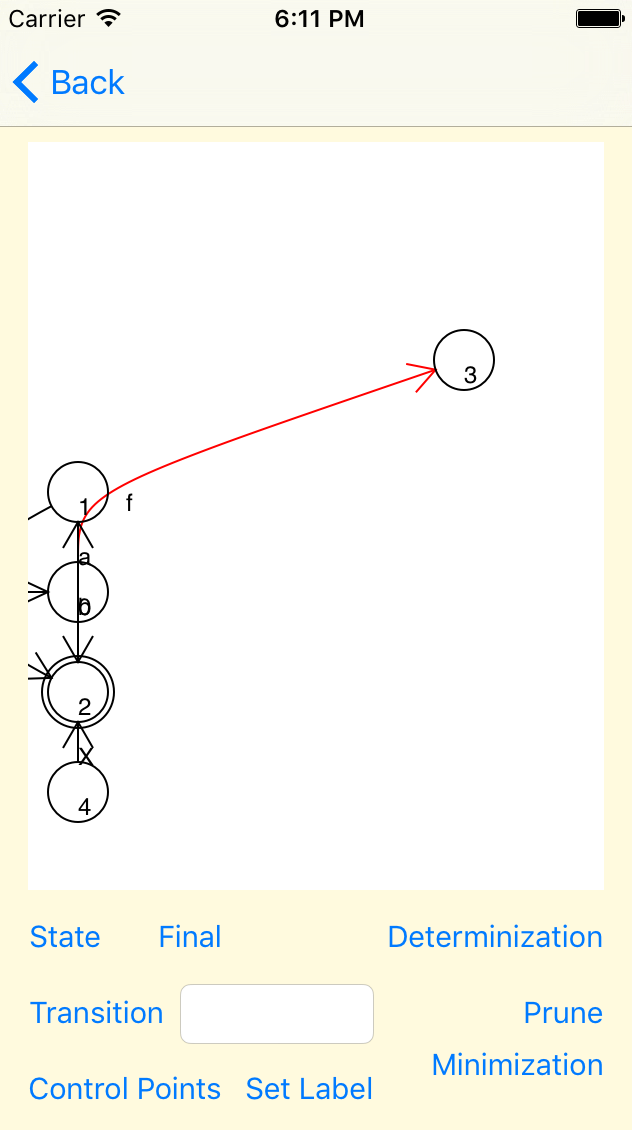 Carrier 6:11 PM
Back
3
1
f
a
b
0
2
X
4
State Final Determinization
Transition Prune
Minimization
Control Points Set Label